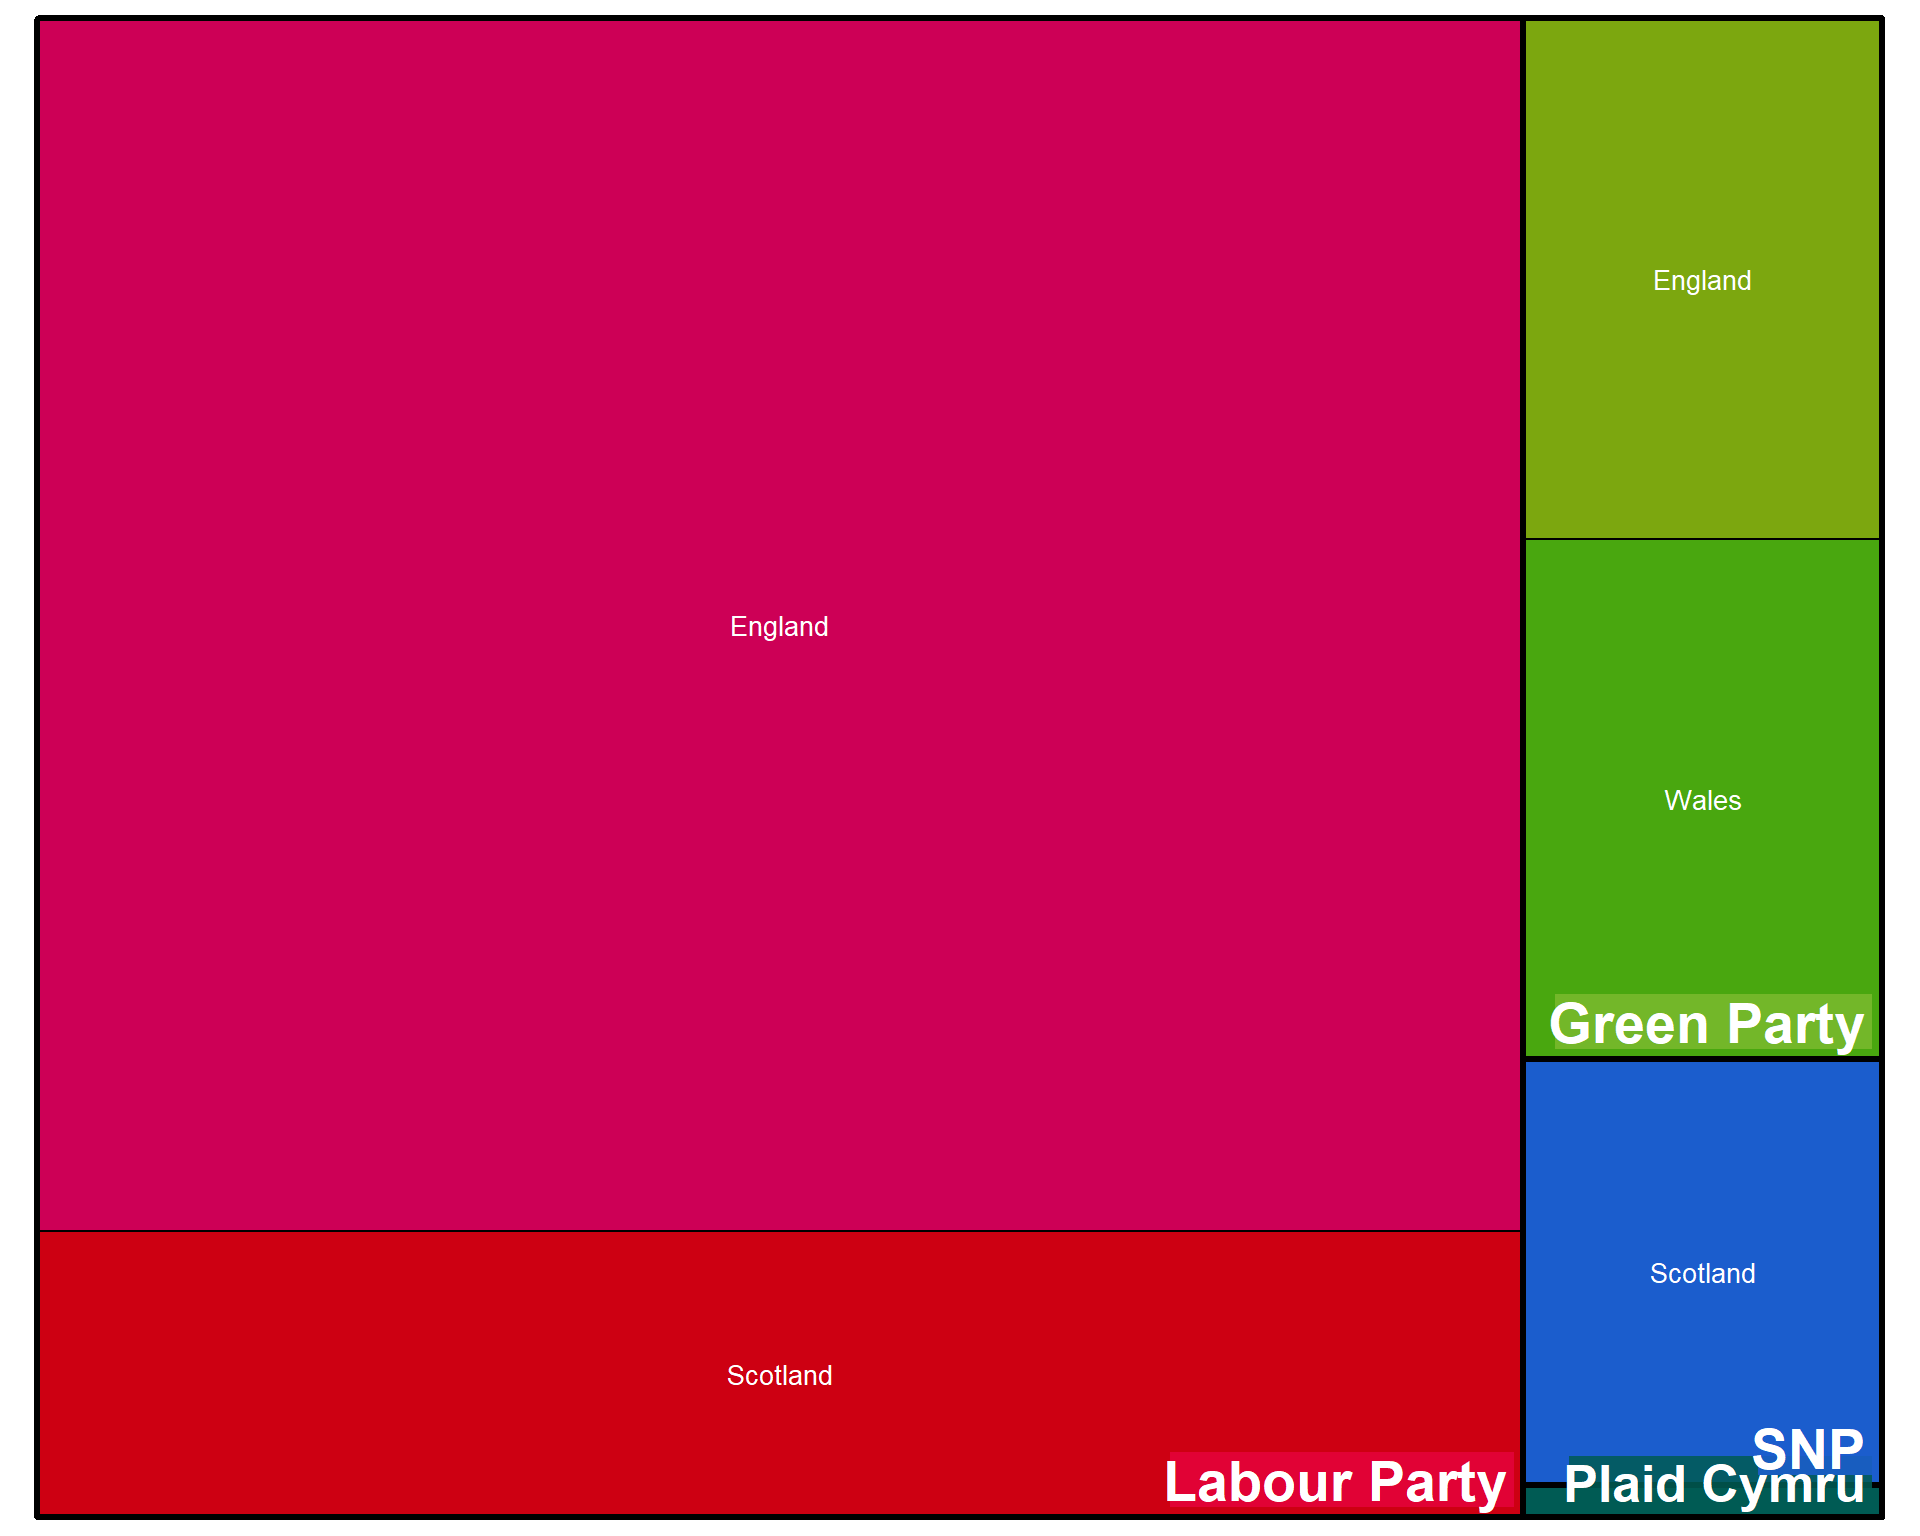 England
England
Wales
Green Party
Scotland
Scotland
SNP
Plaid Cymru
Labour Party